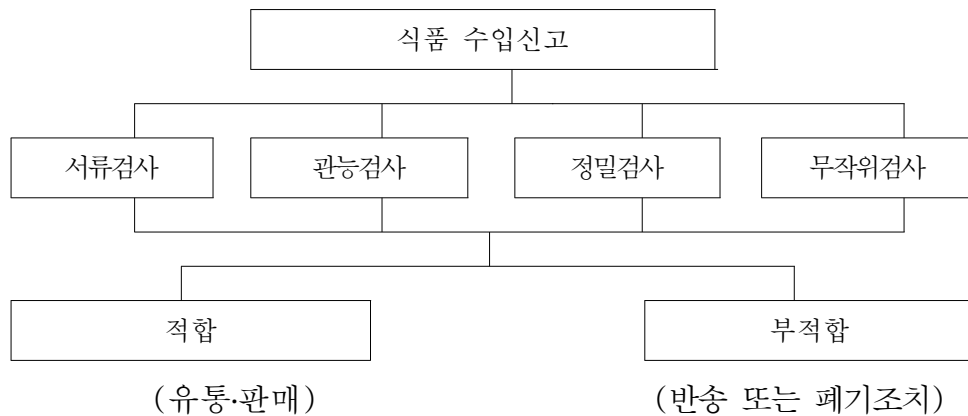 식품 수입신고
서류검사 관능검사 정밀검사 무작위검사
적합 부적합
(유통·판매) (반송 또는 폐기조치)